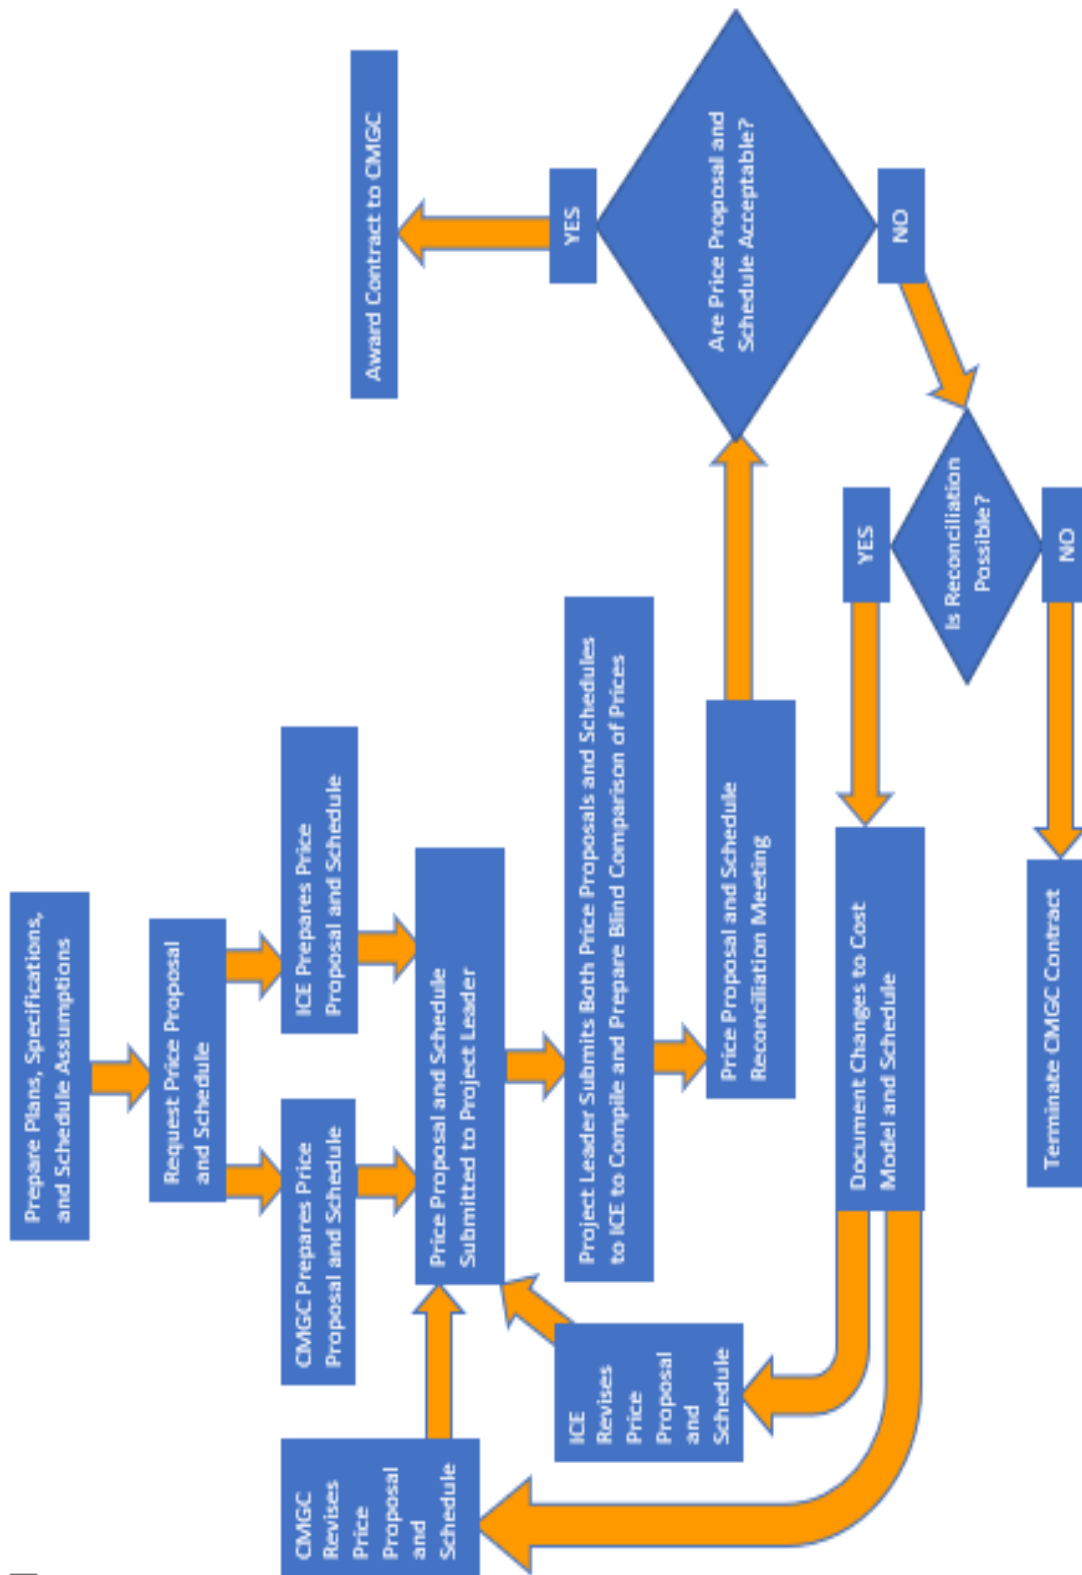 Prepare Plans, Specifications,
and Schedule Assumptions
Request Price Proposal
and Schedule
CMGC Prepares Price
Proposal and Schedule
ICE Prepares Price
Proposal and Schedule
CMGC
Revises
Price
Proposal
and
Schedule
Price Proposal and Schedule
Submitted to Project Leader
ICE
Revises
Price
Proposal
and
Schedule
Project Leader Submits Both Price Proposals and Schedules
to ICE to Compile and Prepare Blind Comparison of Prices
Price Proposal and Schedule
Reconciliation Meeting
Are Price Proposal and
Schedule Acceptable?
YES
Award Contract to CMGC
NO
Is Reconciliation
Possible?
YES
Document Changes to Cost
Model and Schedule
NO
Terminate CMGC Contract